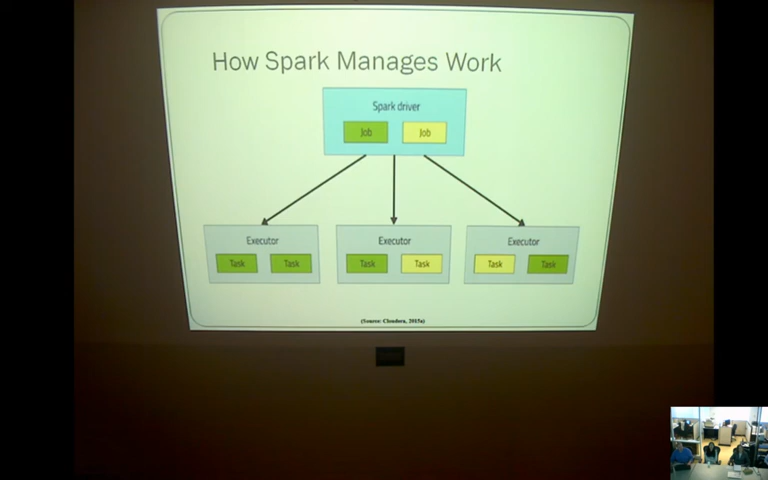 How Spark Manages Work
Spark driver
Job Job
Executor Executor Executor
Task Task Task Task Task Task
(Source: Cloudera, 2015a)